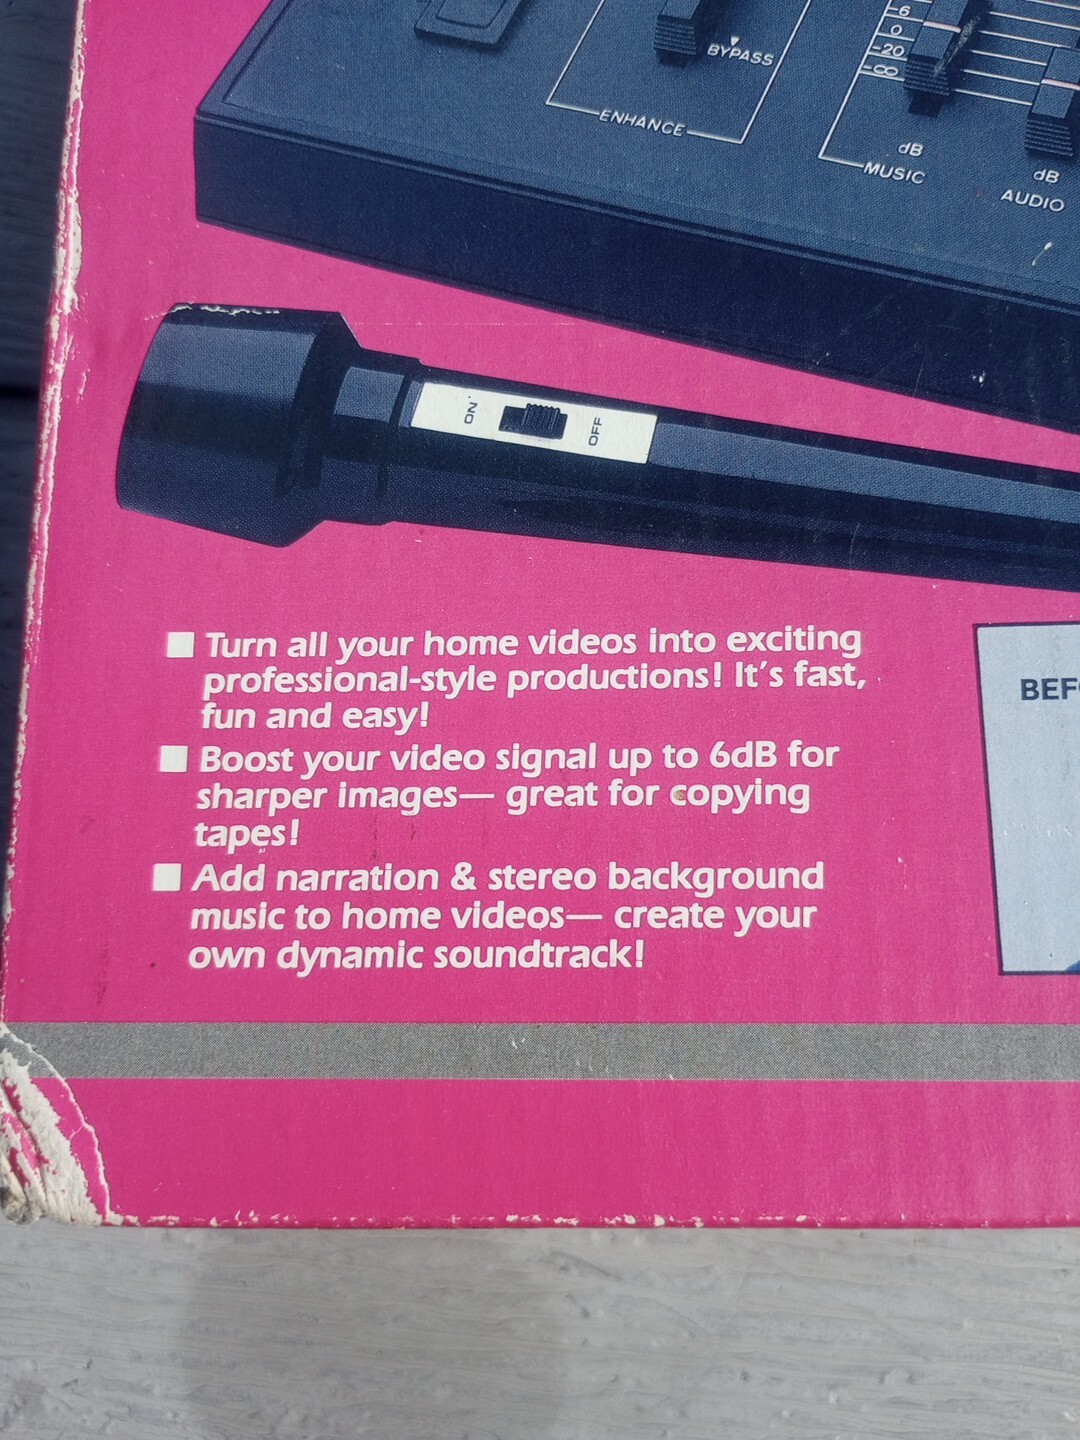 6
0
-20
-∞
BYPASS
ENHANCE
dB
MUSIC
dB
AUDIO
ON
OFF
■ Turn all your home videos into exciting
professional-style productions! It's fast,
fun and easy!
■ Boost your video signal up to 6dB for
sharper images— great for copying
tapes!
■ Add narration & stereo background
music to home videos— create your
own dynamic soundtrack!